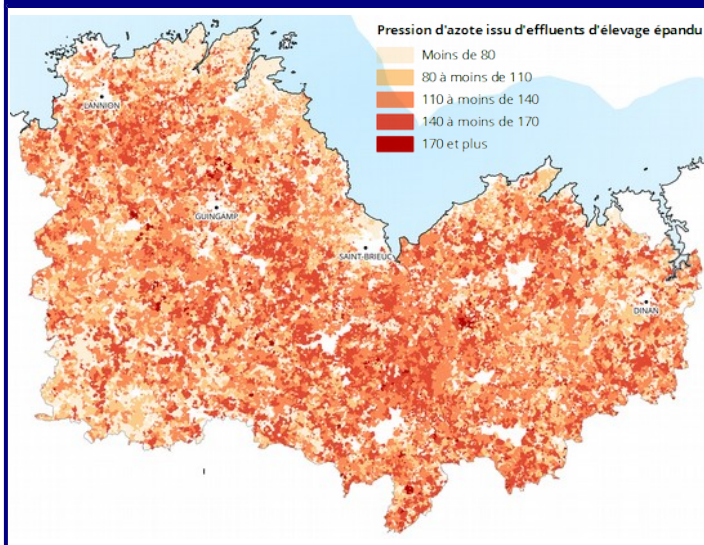 Pression d'azote issu d'effluents d'élevage épandu
Moins de 80
80 à moins de 110
110 à moins de 140
140 à moins de 170
170 et plus
LANNION
GUINGAMP
SAINT-BRIEUC
DINAN